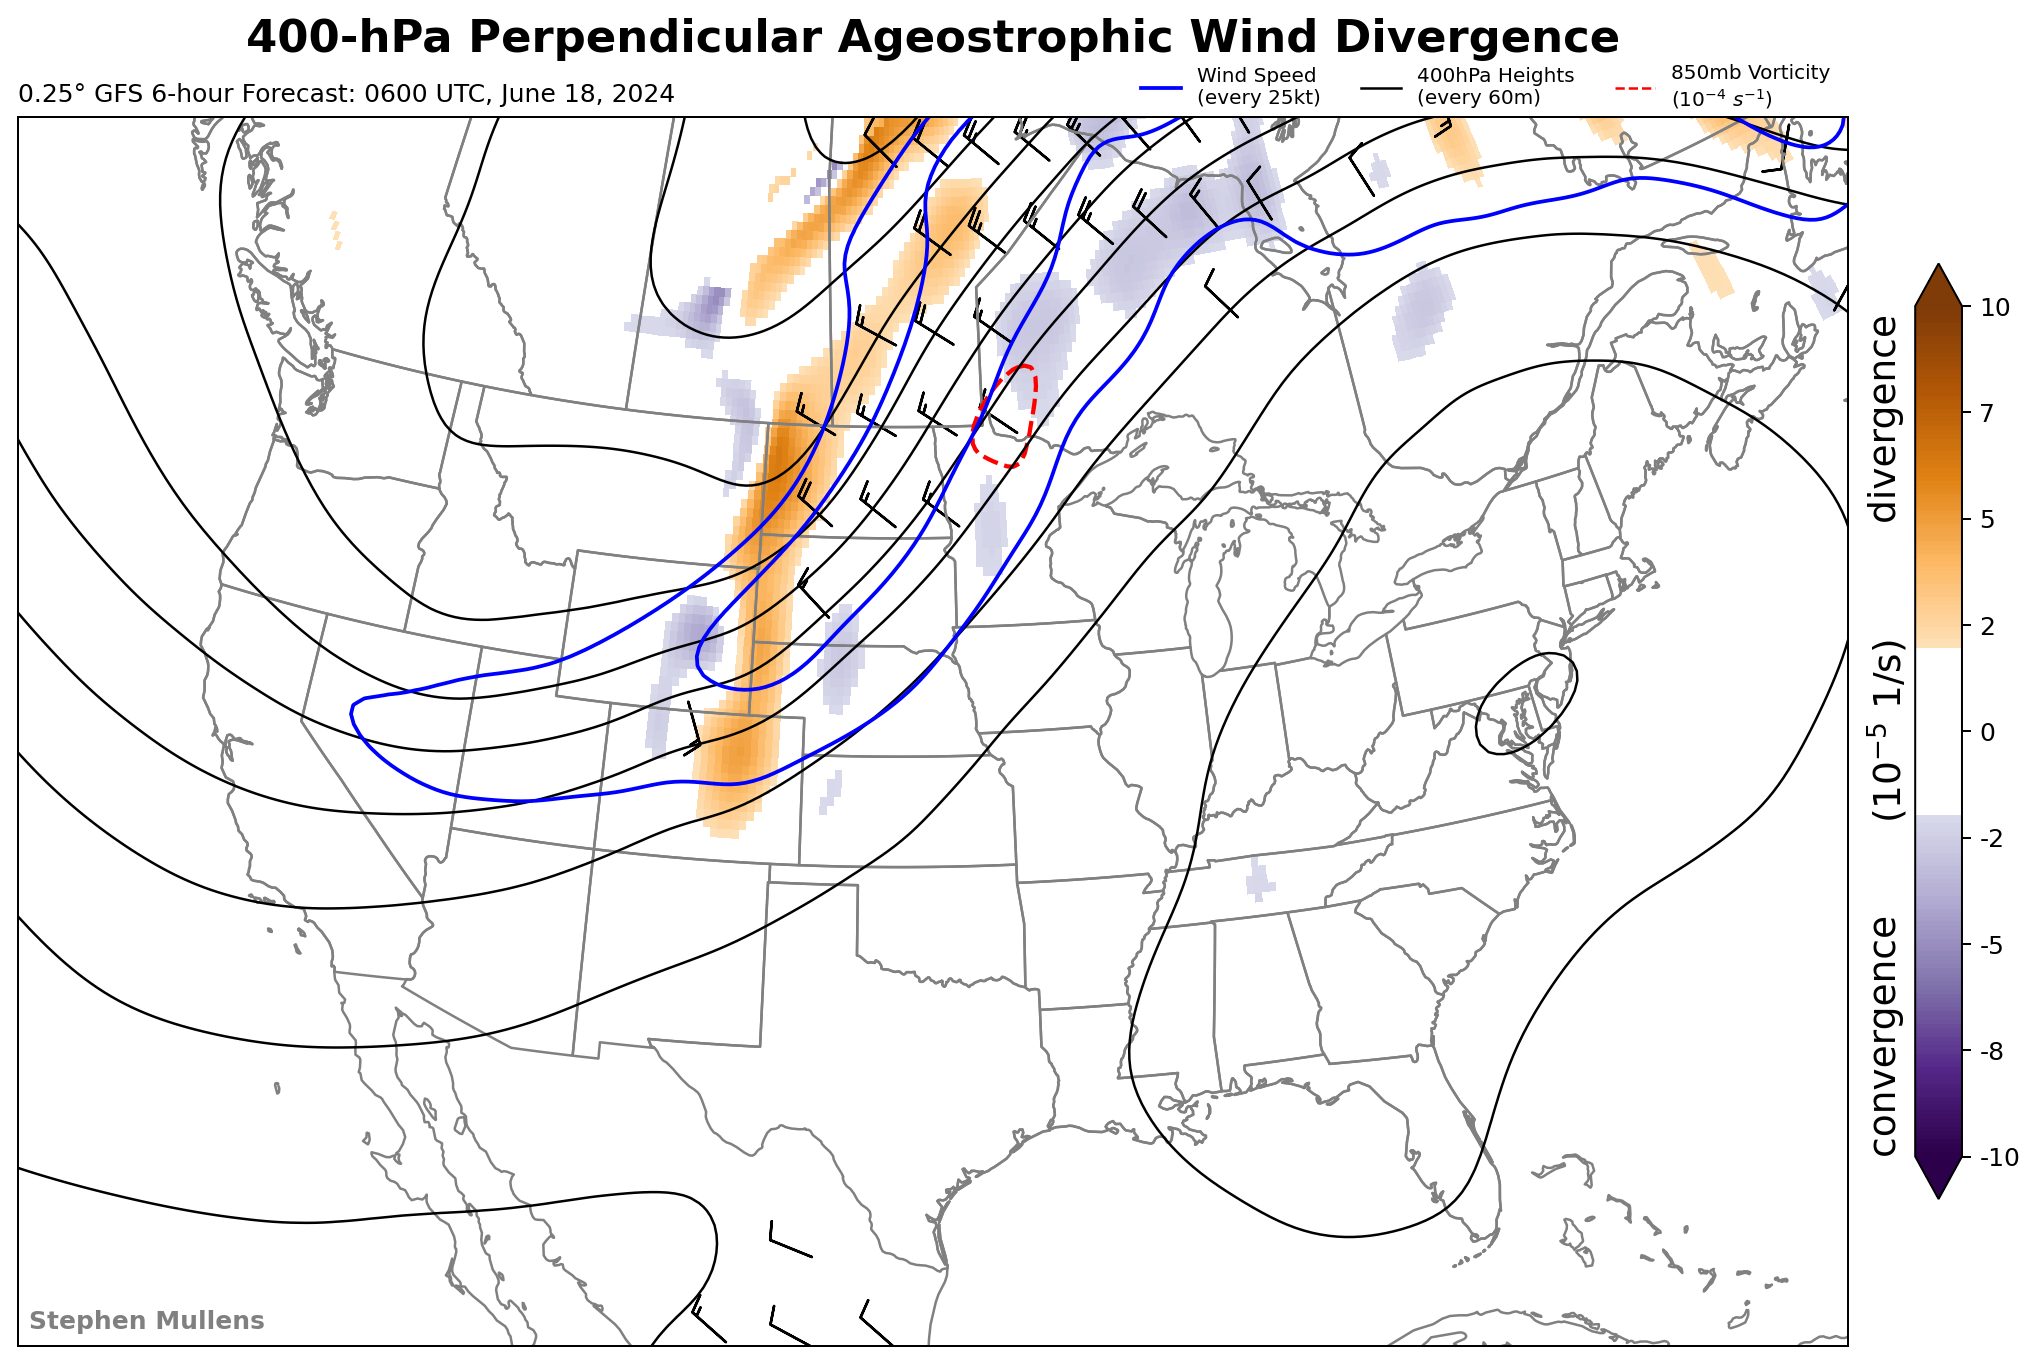 400-hPa Perpendicular Ageostrophic Wind Divergence
0.25° GFS 6-hour Forecast: 0600 UTC, June 18, 2024
Wind Speed
(every 25kt)
400hPa Heights
(every 60m)
850mb Vorticity
(10⁻⁴ s⁻¹)
10
7
5
2
0
-2
-5
-8
-10
convergence (10⁻⁵ 1/s) divergence
Stephen Mullens